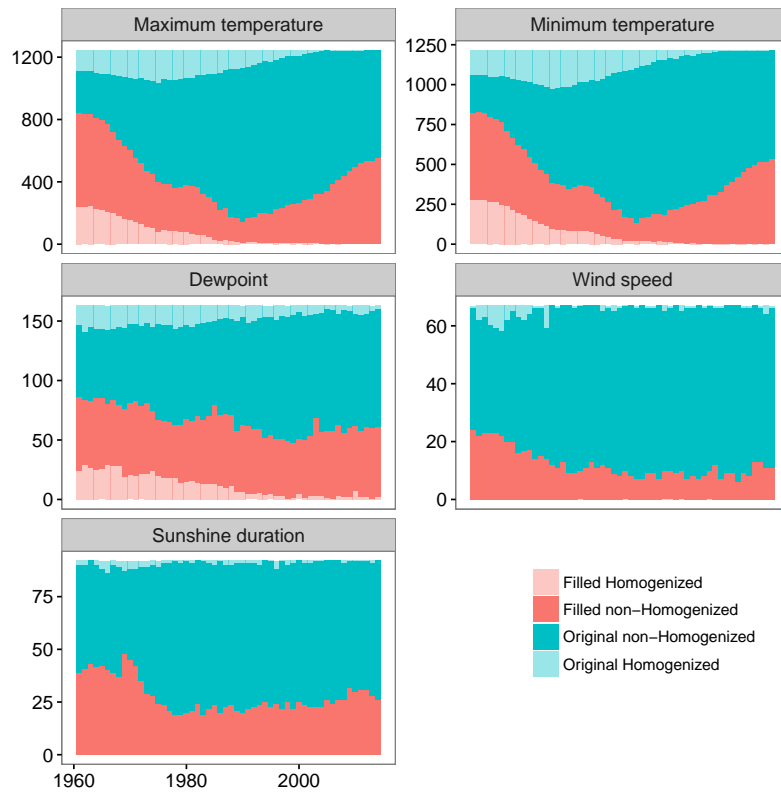 Maximum temperature
Minimum temperature
1200
800
400
0
1250
1000
750
500
250
0
Dewpoint
Wind speed
150
100
50
0
60
40
20
0
Sunshine duration
75
50
25
0
1960
1980
2000
Filled Homogenized
Filled non−Homogenized
Original non−Homogenized
Original Homogenized